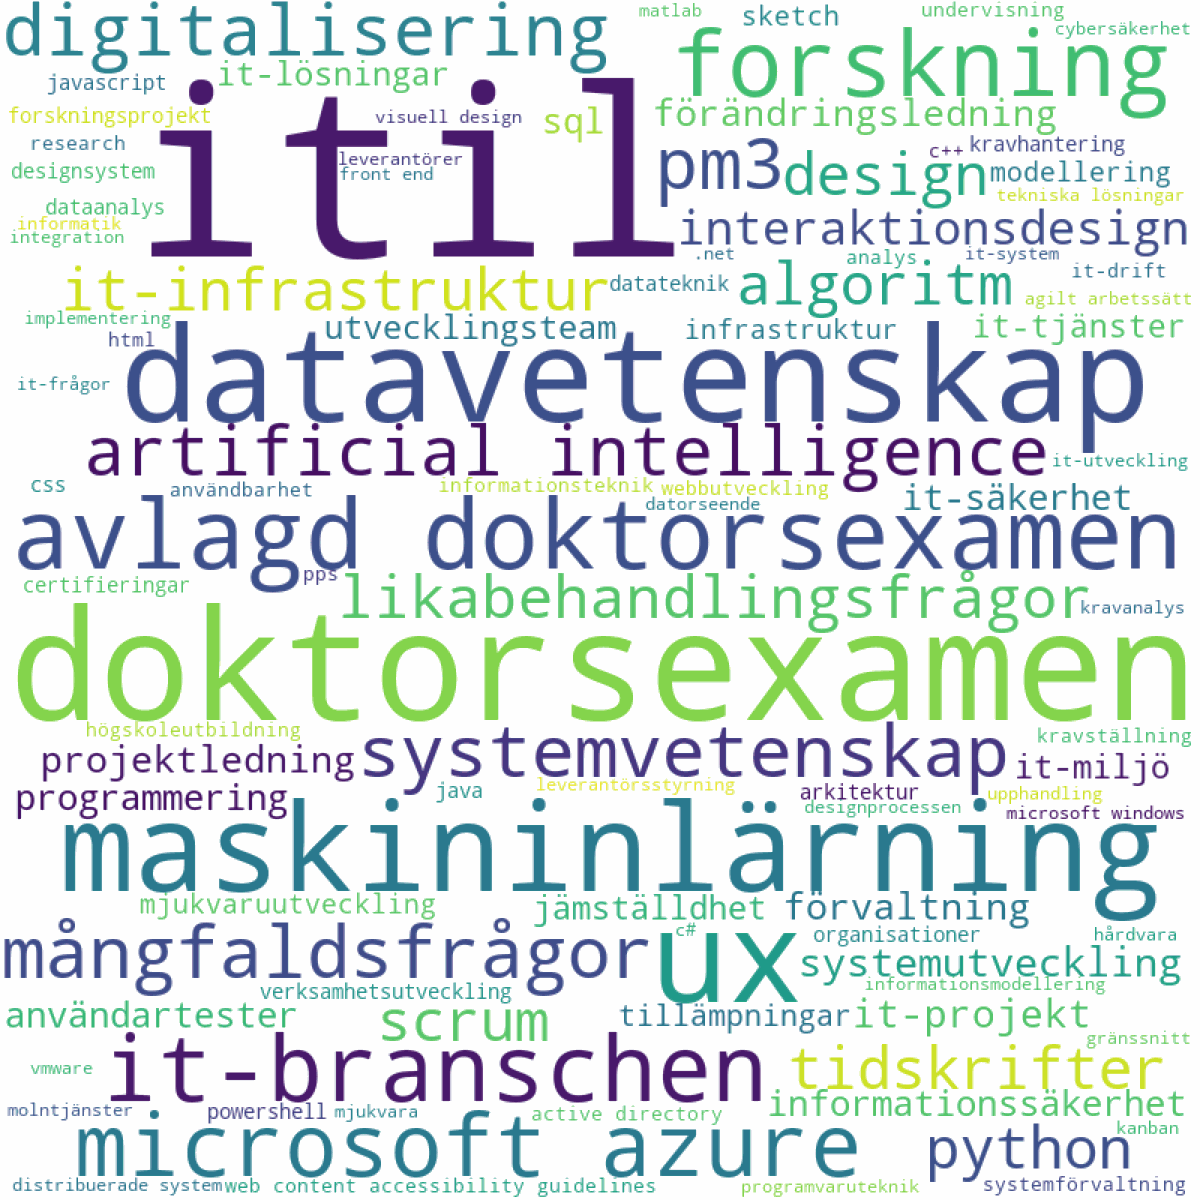 digitalisering
matlab
sketch
undervisning
cybersäkerhet
forskning
javascript
it-lösningar
itil
forskningsprojekt
visuell design
sql
förändringsledning
research
leverantörer
front end
pm3
design
c++
kravhantering
modellering
designsystem
tekniska lösningar
dataanalys
informatik
integration
interaktionsdesign
.net
analys
it-system
it-drift
it-infrastruktur
datateknik
algoritm
agilt arbetssätt
implementering
html
utvecklingsteam
infrastruktur
it-tjänster
datavetenskap
it-frågor
artificial intelligence
it-utveckling
css
användbarhet
informationsteknik
webbutveckling
datorseende
it-säkerhet
avlagd doktorsexamen
pps
certifieringar
likabehandlingsfrågor
kravanalys
doktorsexamen
högskoleutbildning
projektledning
systemvetenskap
kravställning
it-miljö
programmering
java
leverantörsstyrning
arkitektur
upphandling
designprocessen
microsoft windows
maskininlärning
mjukvaruutveckling
jämställdhet
förvaltning
mångfaldsfrågor
ux
c#
organisationer
hårdvara
systemutveckling
verksamhetsutveckling
informationsmodellering
användartester
scrum
tillämpningar
it-projekt
gränssnitt
vmware
it-branschen
tidskrifter
molntjänster
powershell
mjukvara
active directory
informationssäkerhet
kanban
microsoft azure
python
distribuerade system
web content accessibility guidelines
programvaruteknik
systemförvaltning